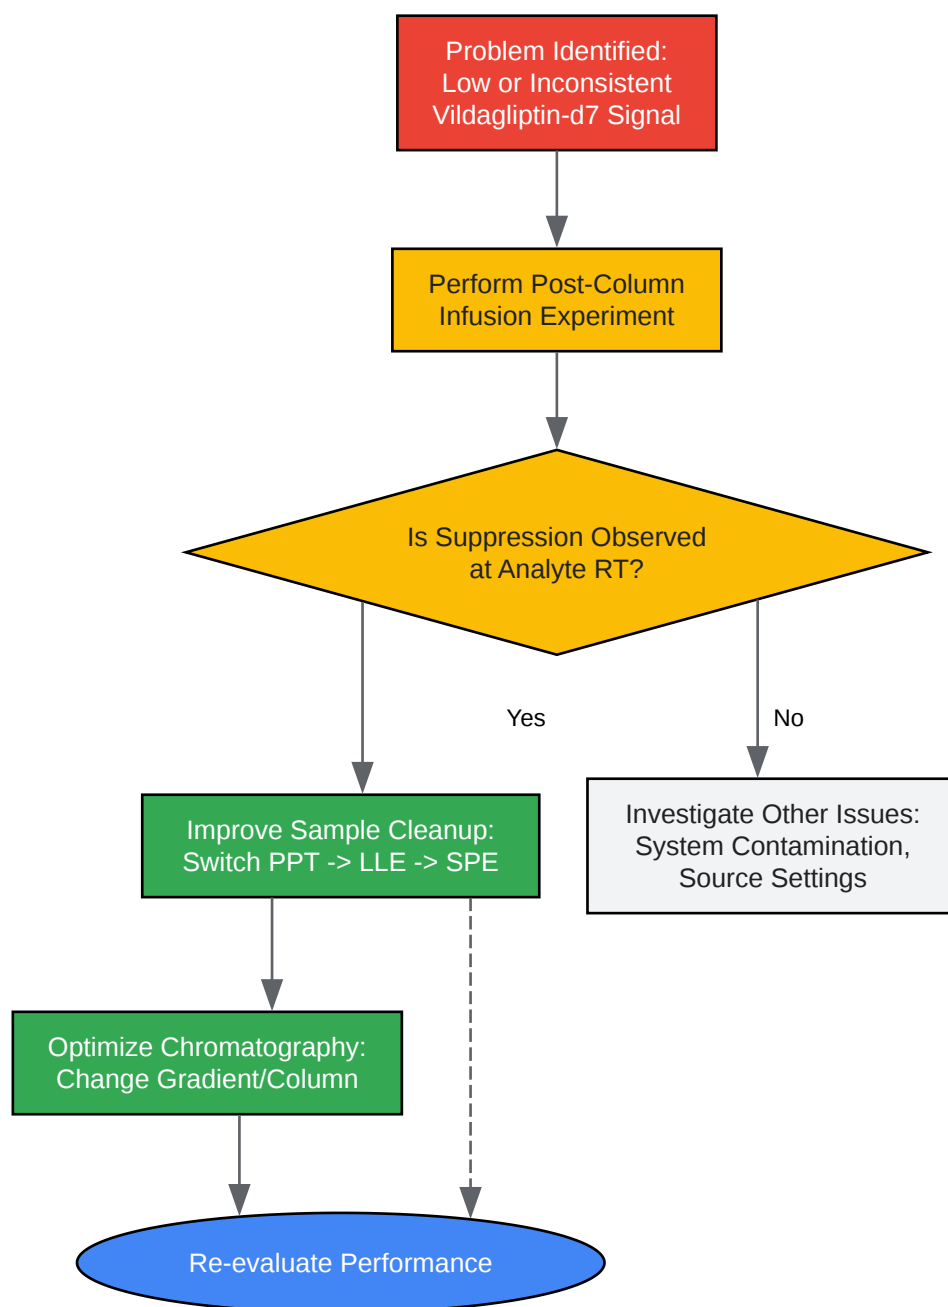 Problem Identified:
Low or Inconsistent
Vildagliptin-d7 Signal
Perform Post-Column
Infusion Experiment
Is Suppression Observed
at Analyte RT?
Yes
No
Improve Sample Cleanup:
Switch PPT -> LLE -> SPE
Investigate Other Issues:
System Contamination,
Source Settings
Optimize Chromatography:
Change Gradient/Column
Re-evaluate Performance